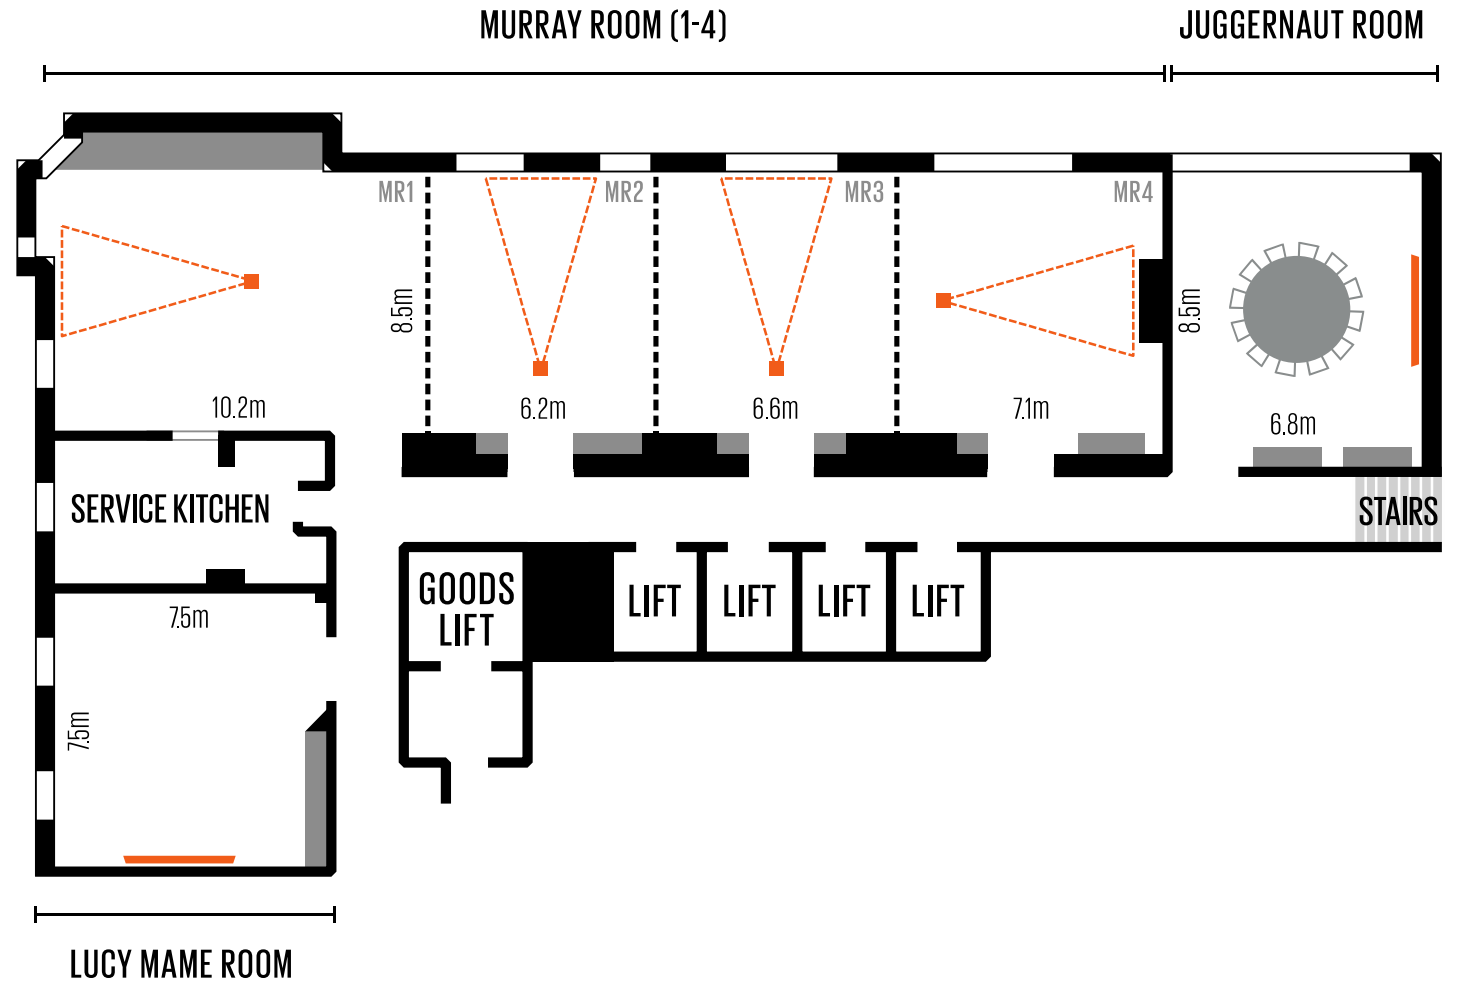 MURRAY ROOM (1-4)
JUGGERNAUT ROOM
MR1
MR2
MR3
MR4
8.5m
8.5m
10.2m
6.2m
6.6m
7.1m
6.8m
SERVICE KITCHEN
STAIRS
GOODS
LIFT
LIFT
LIFT
LIFT
LIFT
7.5m
7.5m
LUCY MAME ROOM